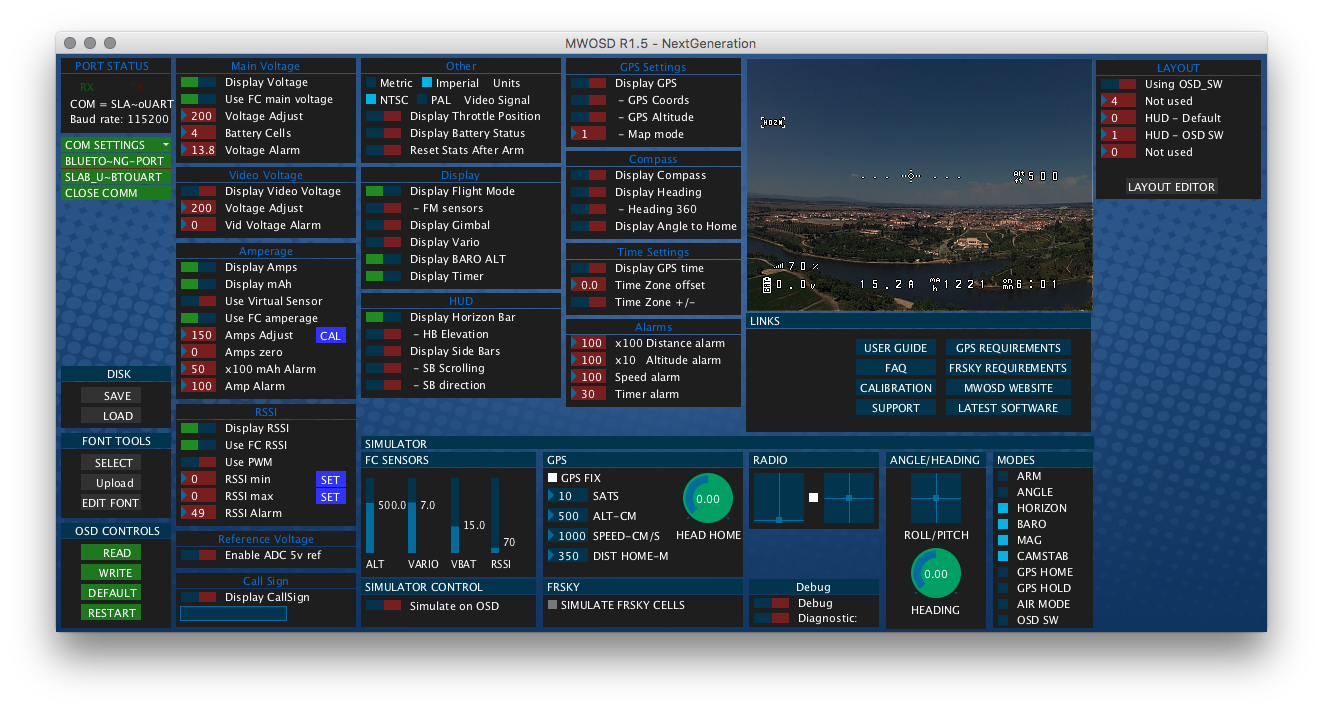 MWOSD R1.5 - NextGeneration
PORT STATUS
RX
COM = SLA~oUART
Baud rate: 115200
COM SETTINGS
BLUETO~NG-PORT
SLAB_U~BTOUART
CLOSE COMM
DISK
SAVE
LOAD
FONT TOOLS
SELECT
Upload
EDIT FONT
OSD CONTROLS
READ
WRITE
DEFAULT
RESTART
Main Voltage
Display Voltage
Use FC main voltage
200 Voltage Adjust
4 Battery Cells
13.8 Voltage Alarm
Video Voltage
Display Video Voltage
200 Voltage Adjust
0 Vid Voltage Alarm
Amperage
Display Amps
Display mAh
Use Virtual Sensor
Use FC amperage
150 Amps Adjust CAL
0 Amps zero
50 x100 mAh Alarm
100 Amp Alarm
RSSI
Display RSSI
Use FC RSSI
Use PWM
0 RSSI min SET
0 RSSI max SET
49 RSSI Alarm
Reference Voltage
Enable ADC 5v ref
Call Sign
Display CallSign
Other
Metric Imperial Units
NTSC PAL Video Signal
Display Throttle Position
Display Battery Status
Reset Stats After Arm
Display
Display Flight Mode
- FM sensors
Display Gimbal
Display Vario
Display BARO ALT
Display Timer
HUD
Display Horizon Bar
- HB Elevation
Display Side Bars
- SB Scrolling
- SB direction
GPS Settings
Display GPS
- GPS Coords
- GPS Altitude
1 - Map mode
Compass
Display Compass
Display Heading
- Heading 360
Display Angle to Home
Time Settings
Display GPS time
0.0 Time Zone offset
Time Zone +/-
Alarms
100 x100 Distance alarm
100 x10 Altitude alarm
100 Speed alarm
30 Timer alarm
[HOZN]
Alt ft 500
70 %
0.0v 15.2A mA h 1221 on mn 6:01
LINKS
USER GUIDE GPS REQUIREMENTS
FAQ FRSKY REQUIREMENTS
CALIBRATION MWOSD WEBSITE
SUPPORT LATEST SOFTWARE
LAYOUT
Using OSD_SW
4 Not used
0 HUD - Default
1 HUD - OSD SW
0 Not used
LAYOUT EDITOR
SIMULATOR
FC SENSORS
500.0 7.0 15.0 70
ALT VARIO VBAT RSSI
SIMULATOR CONTROL
Simulate on OSD
GPS
GPS FIX
10 SATS
500 ALT-CM
1000 SPEED-CM/S
350 DIST HOME-M
0.00
HEAD HOME
FRSKY
SIMULATE FRSKY CELLS
RADIO
Debug
Debug
Diagnostic:
ANGLE/HEADING
ROLL/PITCH
0.00
HEADING
MODES
ARM
ANGLE
HORIZON
BARO
MAG
CAMSTAB
GPS HOME
GPS HOLD
AIR MODE
OSD SW